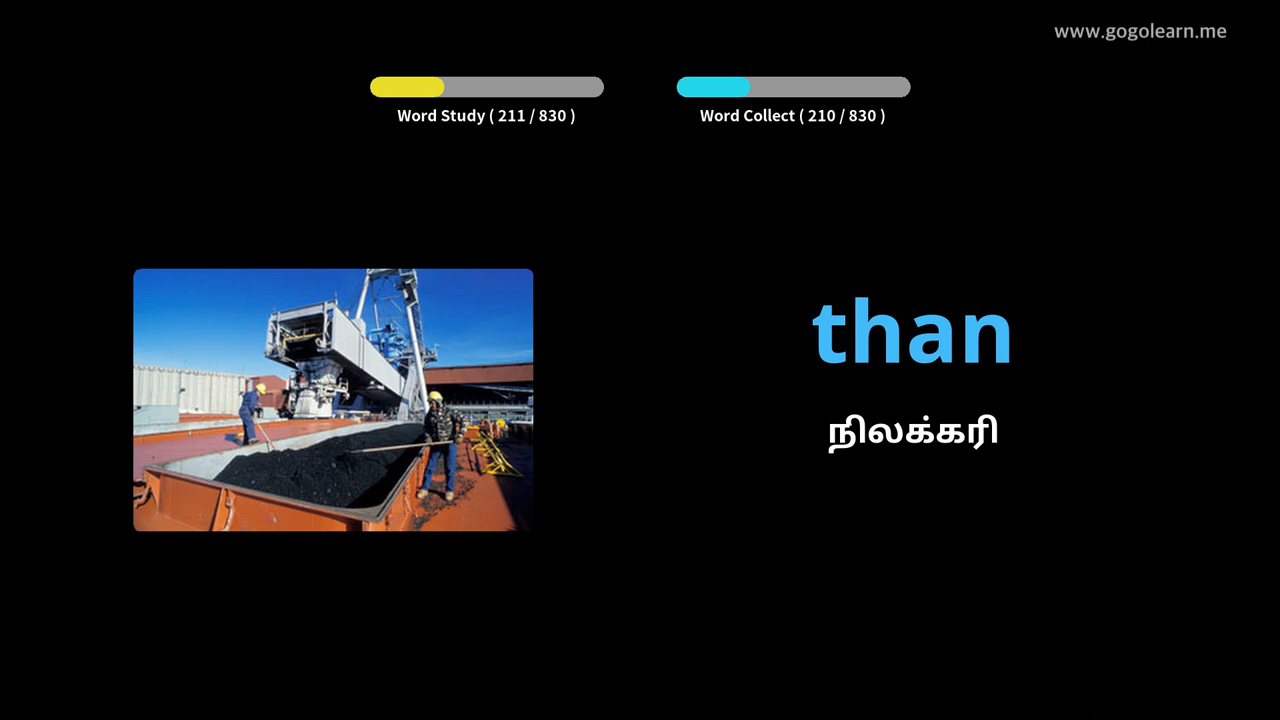 www.gogolearn.me
Word Study ( 211 / 830 )
Word Collect ( 210 / 830 )
than
நிலக்கரி